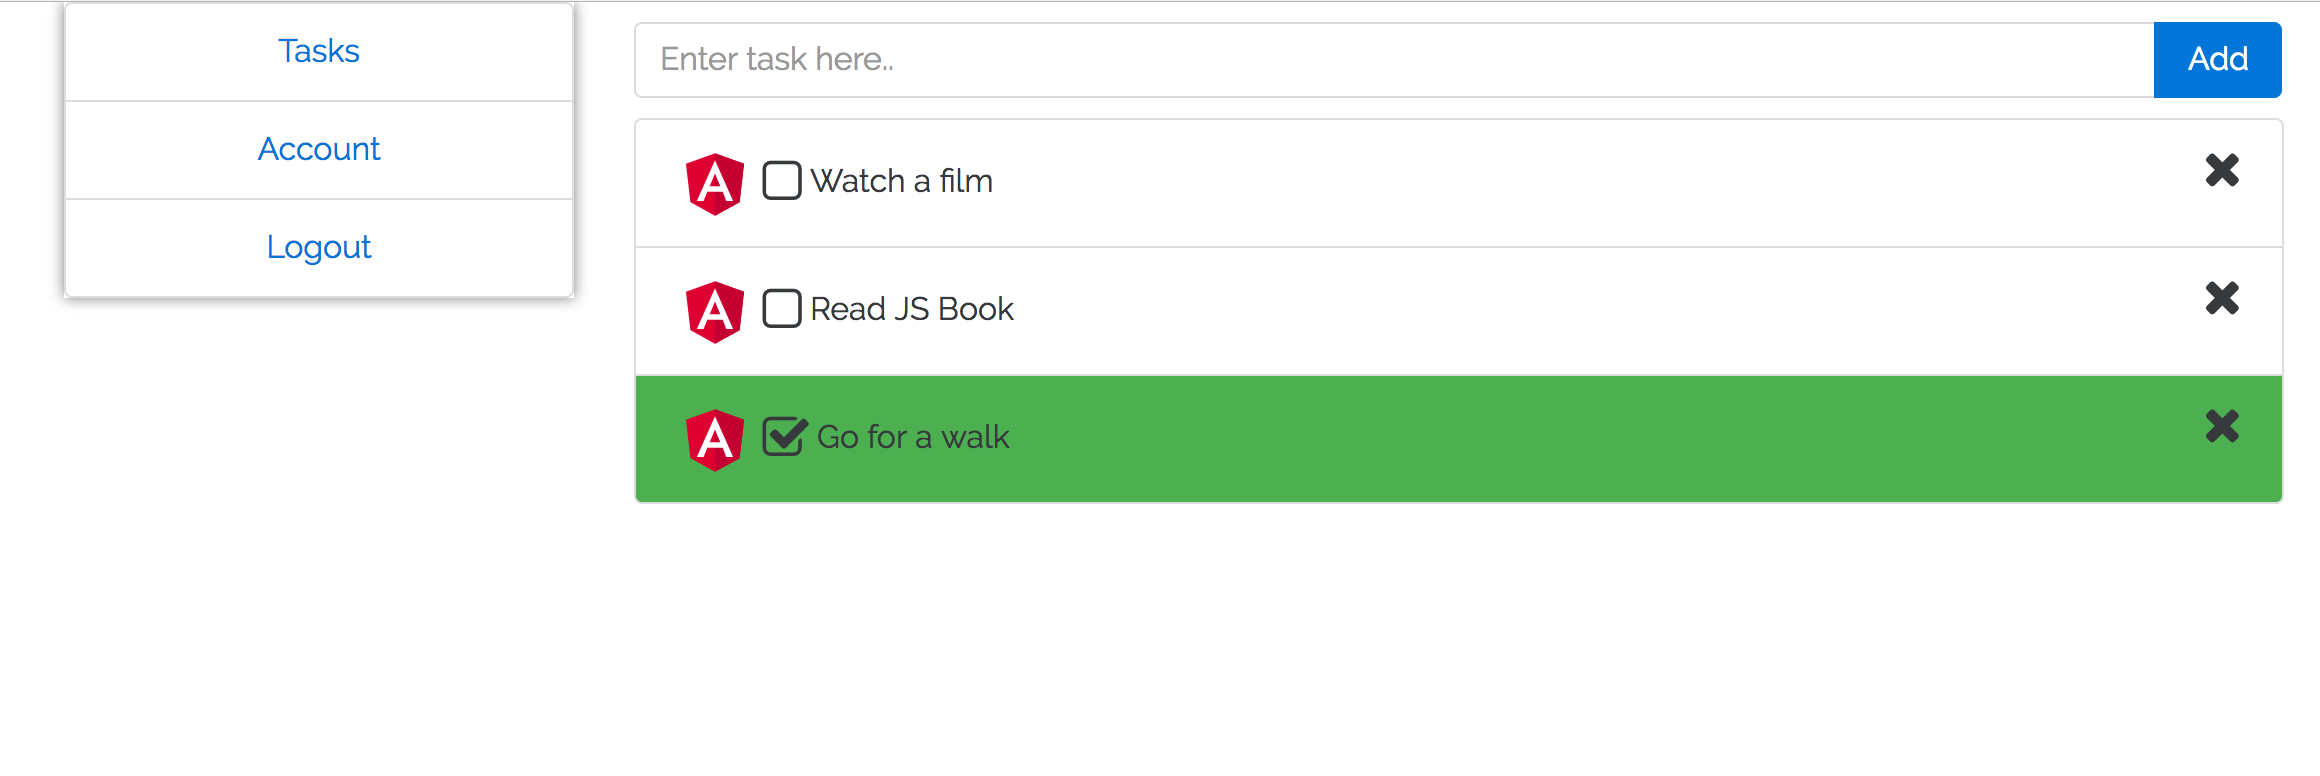 Tasks
Account
Logout
Enter task here..
Add
Watch a film
Read JS Book
Go for a walk